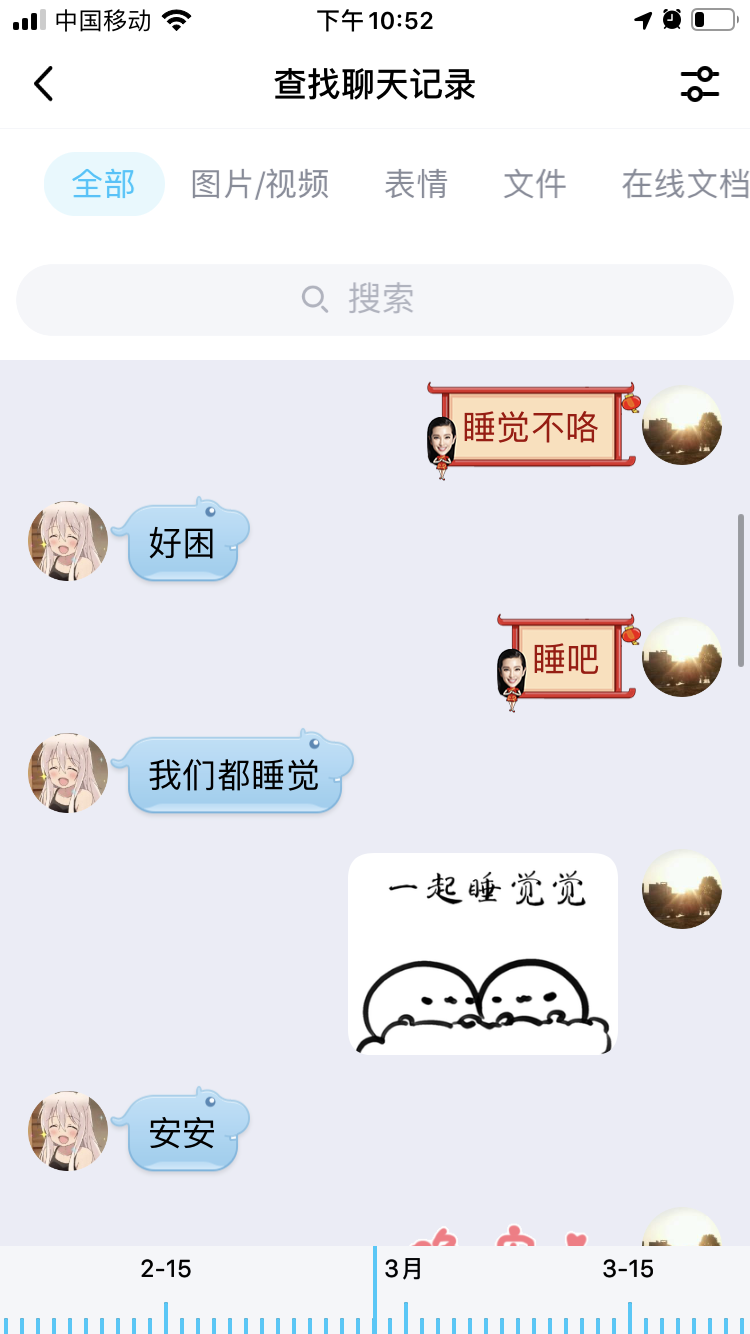 中国移动
下午10:52
查找聊天记录
全部
图片/视频
表情
文件
在线文档
搜索
睡觉不咯
好困
睡吧
我们都睡觉
一起睡觉觉
安安
2-15
3月
3-15